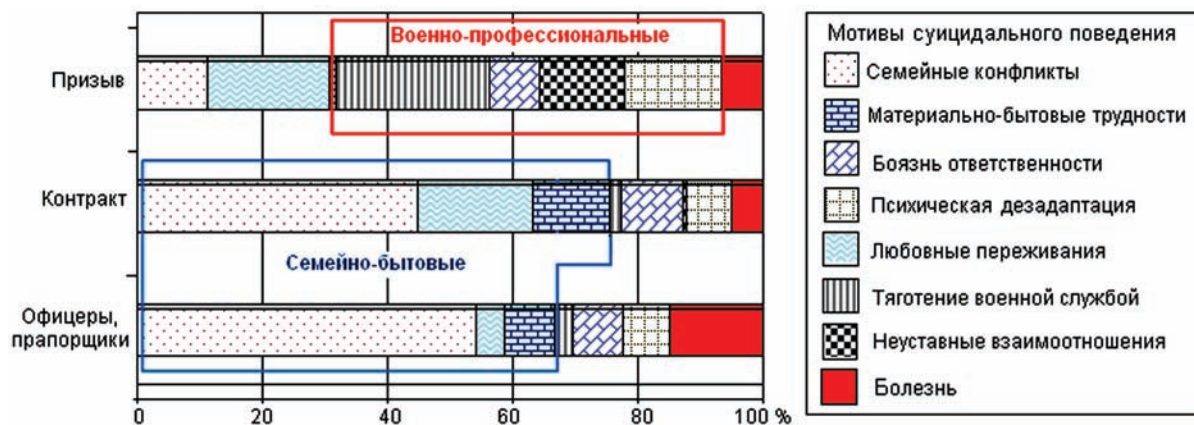 Военно-профессиональные
Призыв
Контракт
Семейно-бытовые
Офицеры,
прапорщики
0 20 40 60 80 100 %
Мотивы суицидального поведения
Семейные конфликты
Материально-бытовые трудности
Боязнь ответственности
Психическая дезадаптация
Любовные переживания
Тяготение военной службой
Неуставные взаимоотношения
Болезнь